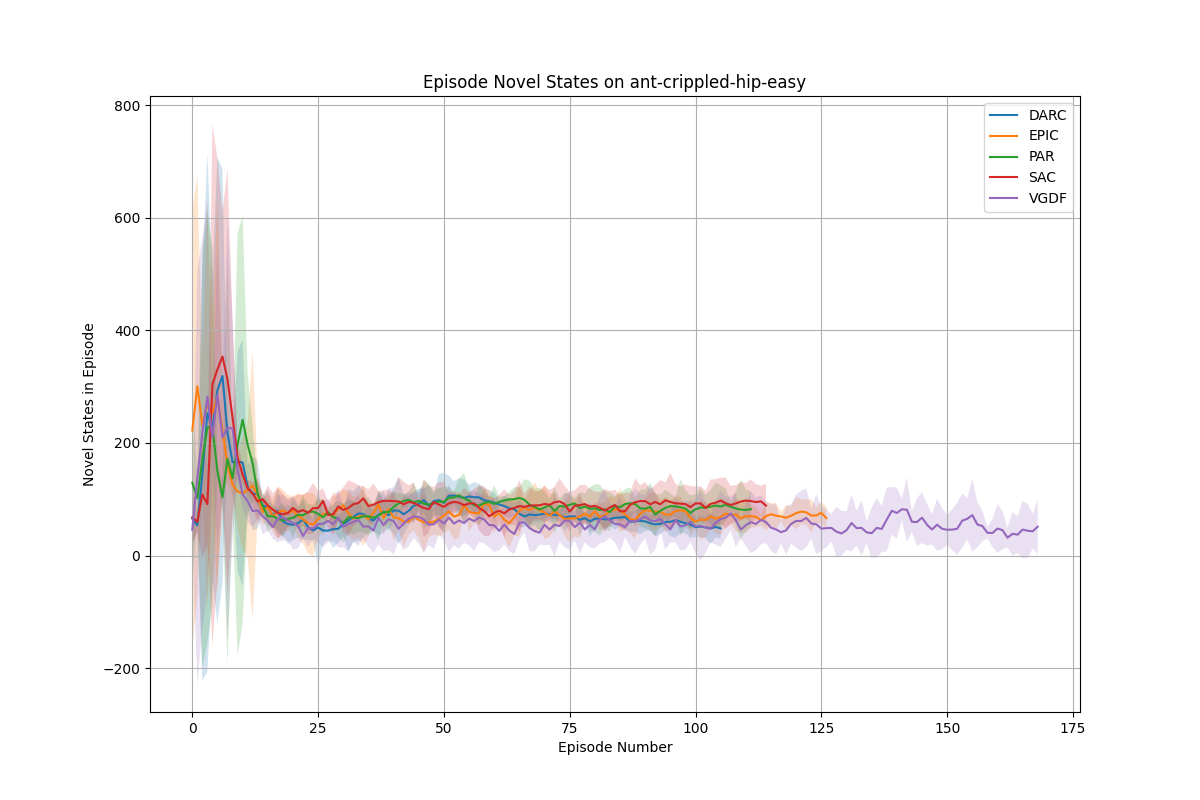 Episode Novel States on ant-crippled-hip-easy
DARC
EPIC
PAR
SAC
VGDF
800
600
400
200
0
−200
Novel States in Episode
0 25 50 75 100 125 150 175
Episode Number